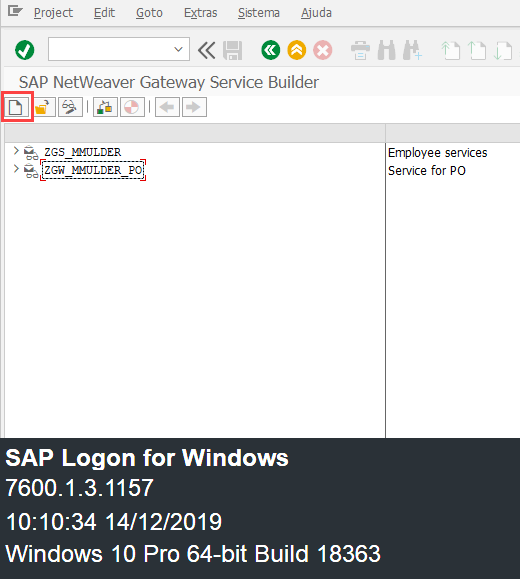 Project Edit Goto Extras Sistema Ajuda
SAP NetWeaver Gateway Service Builder
ZGS_MMULDER Employee services
ZGW_MMULDER_PO Service for PO
SAP Logon for Windows
7600.1.3.1157
10:10:34 14/12/2019
Windows 10 Pro 64-bit Build 18363